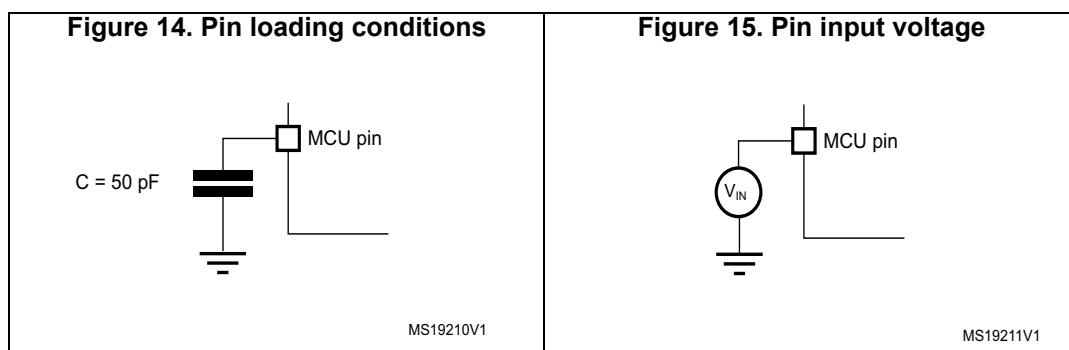 Figure 14. Pin loading conditions
MCU pin
C = 50 pF
MS19210V1
Figure 15. Pin input voltage
MCU pin
VIN
MS19211V1